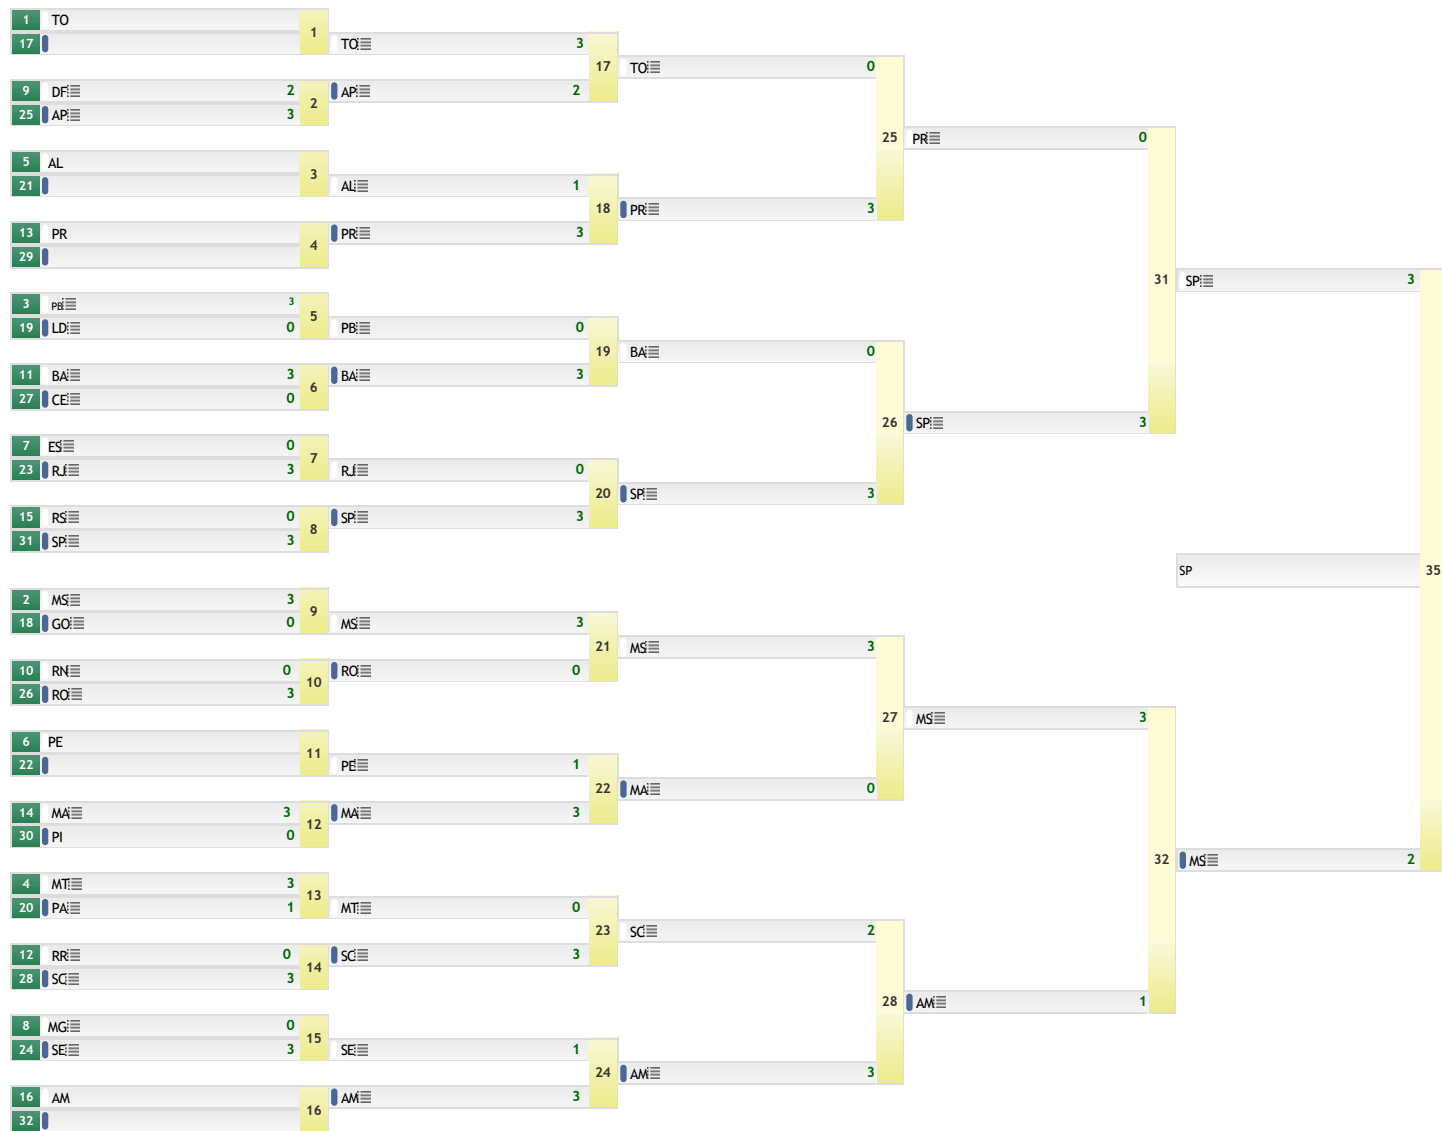 1 TO
17
1
9 DF 2
25 AP 3
2
5 AL
21
3
13 PR
29
4
3 PB 3
19 LD 0
5
11 BA 3
27 CE 0
6
7 ES 0
23 RJ 3
7
15 RS 0
31 SP 3
8
2 MS 3
18 GO 0
9
10 RN 0
26 RO 3
10
6 PE
22
11
14 MA 3
30 PI 0
12
4 MT 3
20 PA 1
13
12 RR 0
28 SC 3
14
8 MG 0
24 SE 3
15
16 AM
32
16
TO 3
AP 2
17
AL 1
PR 3
18
PB 0
BA 3
19
RJ 0
SP 3
20
MS 3
RO 0
21
PE 1
MA 3
22
MT 0
SC 3
23
SE 1
AM 3
24
TO 0
PR 3
25
BA 0
SP 3
26
MS 3
MA 0
27
SC 2
AM 3
28
PR 0
SP 3
31
MS 3
AM 1
32
SP 3
MS 2
35
SP